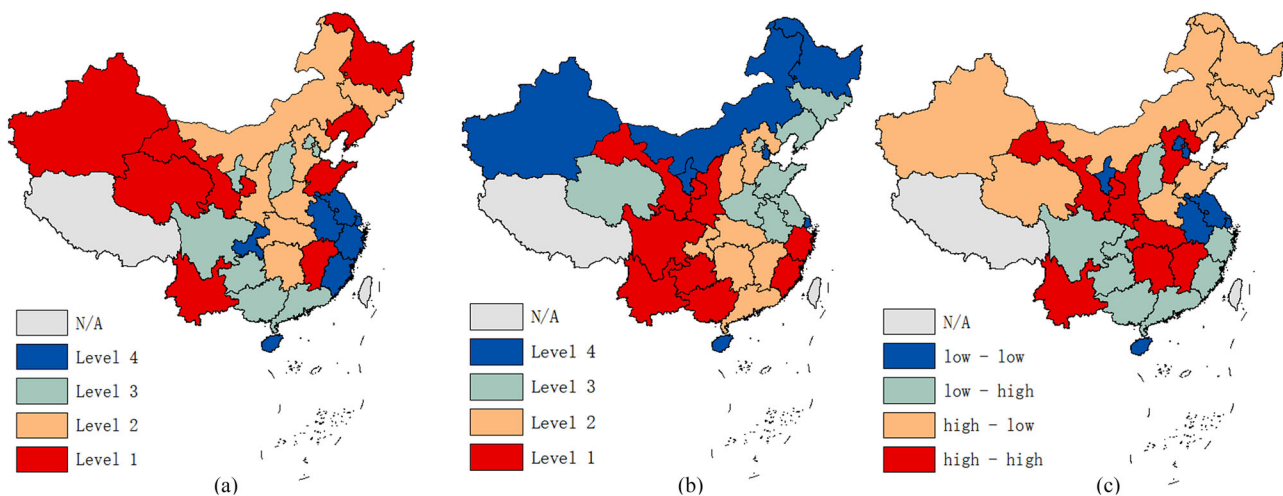 N/A
Level 4
Level 3
Level 2
Level 1
(a)
N/A
Level 4
Level 3
Level 2
Level 1
(b)
N/A
low - low
low - high
high - low
high - high
(c)